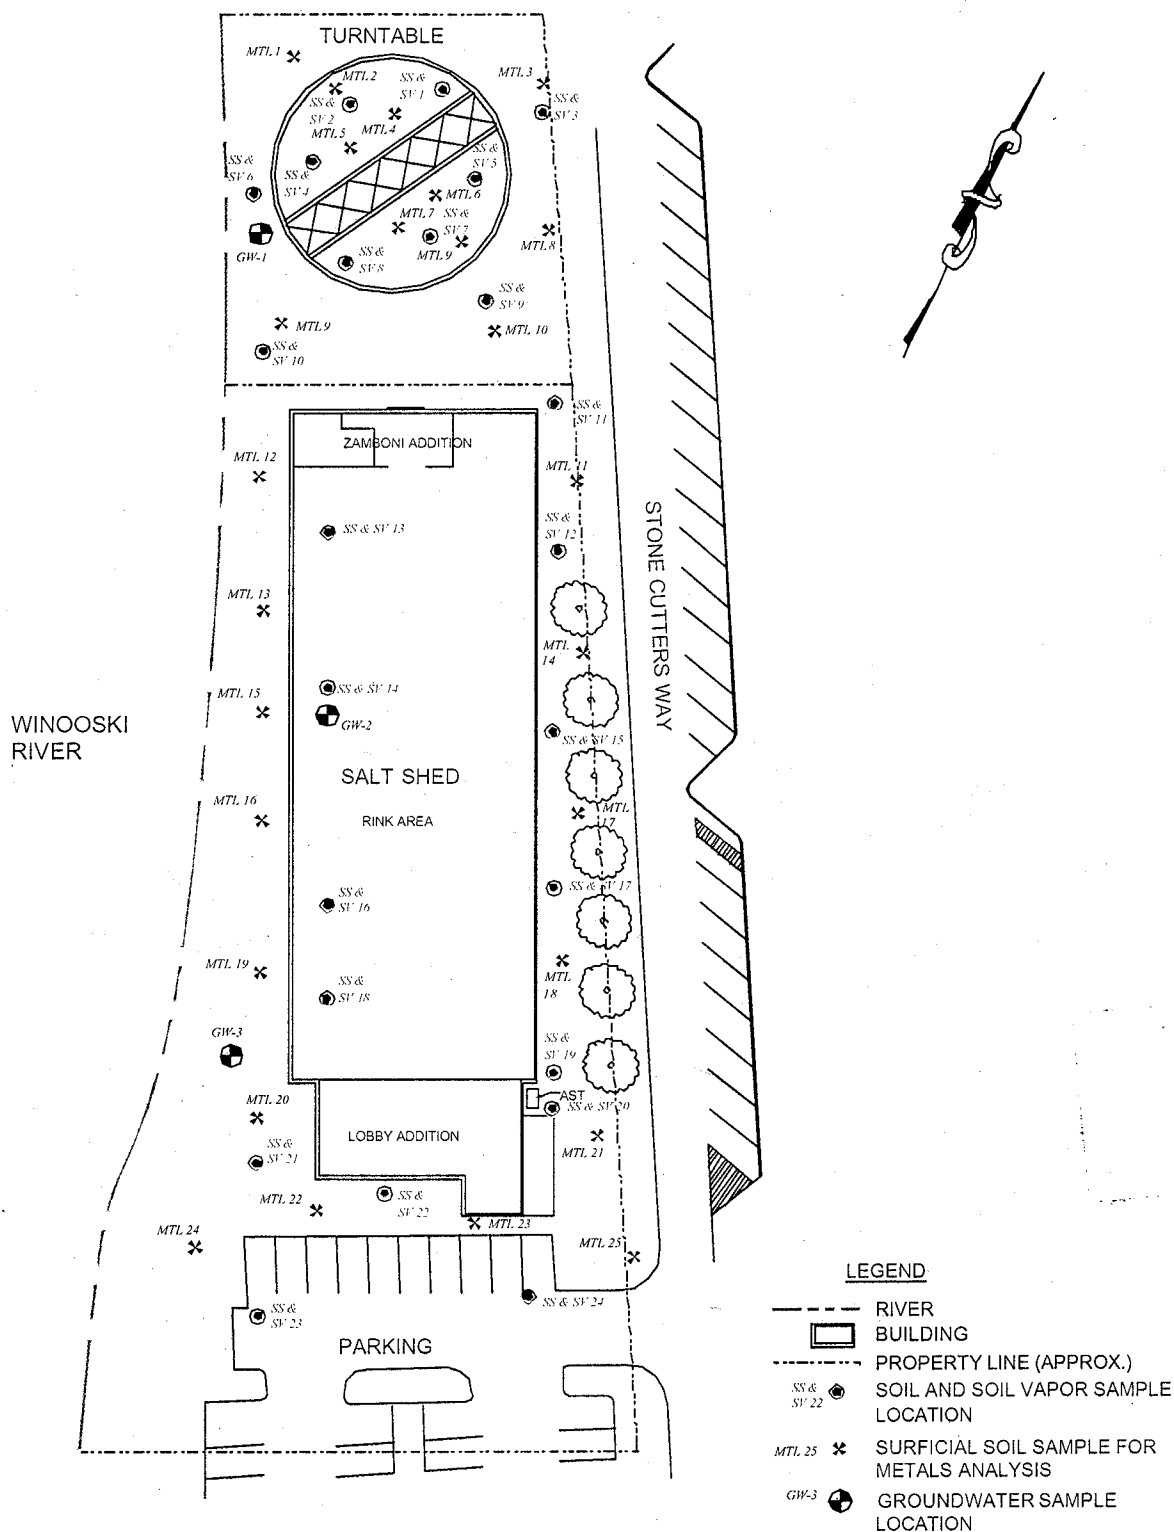 TURNTABLE
MTL 1
MTL 2
SS &
SV 1
MTL 3
SS &
SV 2
SS &
SV 3
MTL 4
MTL 5
SS &
SV 4
SS &
SV 5
SS &
SV 6
MTL 6
MTL 7
SS &
SV 7
MTL 8
GW-1
SS &
SV 8
MTL 9
SS &
SV 9
MTL 9
MTL 10
SS &
SV 10
SS &
SV 11
ZAMBONI ADDITION
MTL 12
MTL 11
SS & SV 13
SS &
SV 12
STONE CUTTERS WAY
MTL 13
MTL
14
MTL 15
SS & SV 14
GW-2
SS & SV 15
WINOOSKI
RIVER
SALT SHED
MTL 16
RINK AREA
MTL
17
SS &
SV 16
SS & SV 17
MTL 19
SS &
SV 18
MTL
18
GW-3
SS &
SV 19
AST
MTL 20
SS & SV 20
LOBBY ADDITION
SS &
SV 21
MTL 21
MTL 22
SS &
SV 22
MTL 23
MTL 24
MTL 25
SS &
SV 23
SS & SV 24
PARKING
LEGEND
RIVER
BUILDING
PROPERTY LINE (APPROX.)
SS &
SV 22
SOIL AND SOIL VAPOR SAMPLE
LOCATION
MTL 25
SURFICIAL SOIL SAMPLE FOR
METALS ANALYSIS
GW-3
GROUNDWATER SAMPLE
LOCATION